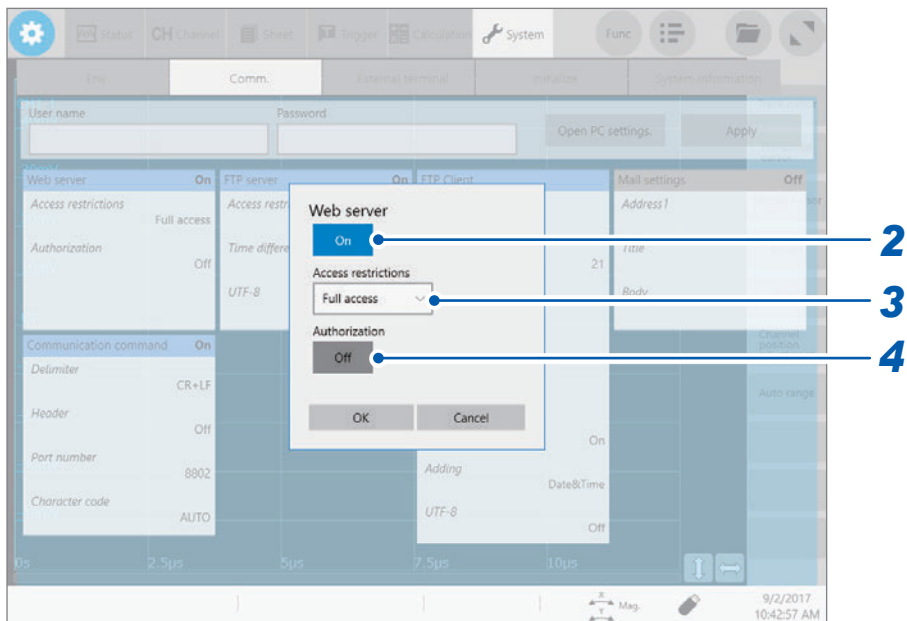 Status CH Channel Sheet Trigger Calculation System Func
Env. Comm. External terminal Initialize System information
User name Password
Open PC settings. Apply
cursor
Web server On FTP server On FTP Client Mail settings Off
Access restrictions Access restr Address1
Full access
Authorization Time differe Title
Off 21
UTF-8 Body
Web server
On
2
Access restrictions
Full access
3
Authorization
Off
4
OK Cancel
Channel
position
Auto range
Communication command On
Delimiter
CR+LF
Header
Off On
Port number
8802
Adding
Date&Time
Character code
AUTO
UTF-8
Off
0s 2.5µs 5µs 7.5µs 10µs
X
Y
Mag.
9/2/2017
10:42:57 AM